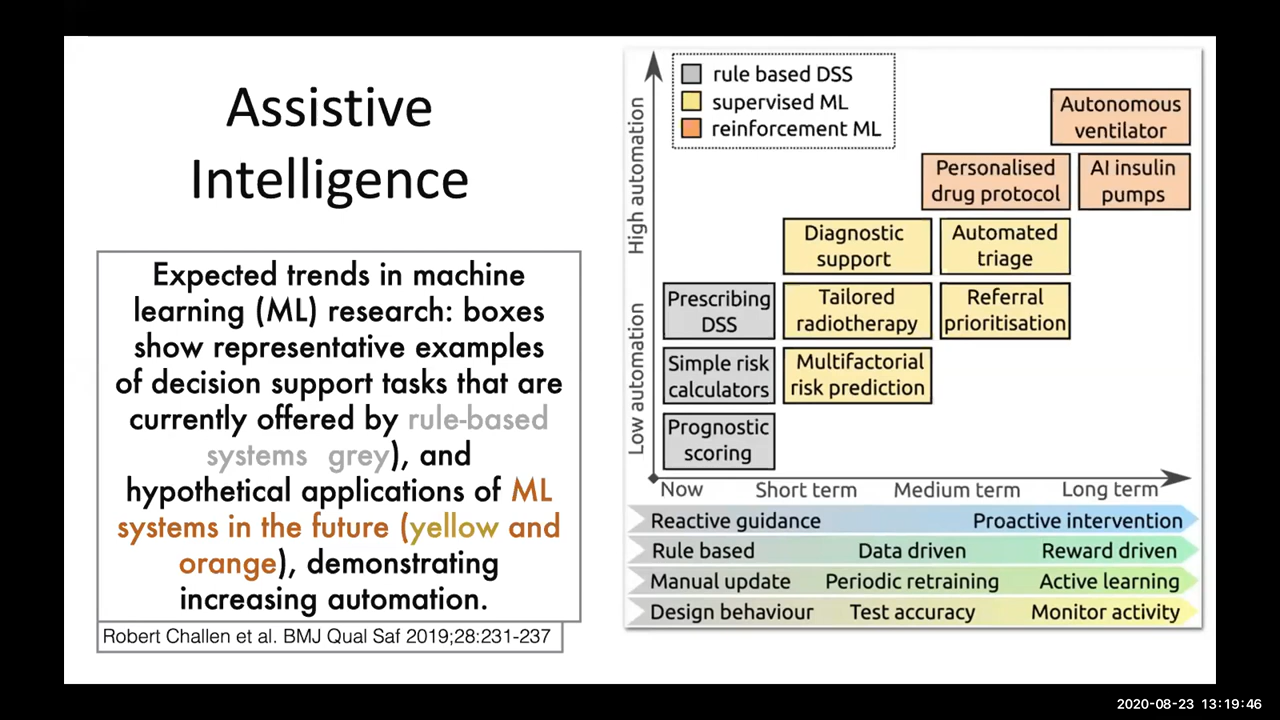 Assistive
Intelligence
Expected trends in machine
learning (ML) research: boxes
show representative examples
of decision support tasks that are
currently offered by rule-based
systems grey), and
hypothetical applications of ML
systems in the future (yellow and
orange), demonstrating
increasing automation.
Robert Challen et al. BMJ Qual Saf 2019;28:231-237
rule based DSS
supervised ML
reinforcement ML
High automation
Low automation
Autonomous
ventilator
Personalised
drug protocol
AI insulin
pumps
Diagnostic
support
Automated
triage
Prescribing
DSS
Tailored
radiotherapy
Referral
prioritisation
Simple risk
calculators
Multifactorial
risk prediction
Prognostic
scoring
Now Short term Medium term Long term
Reactive guidance Proactive intervention
Rule based Data driven Reward driven
Manual update Periodic retraining Active learning
Design behaviour Test accuracy Monitor activity
2020-08-23 13:19:46